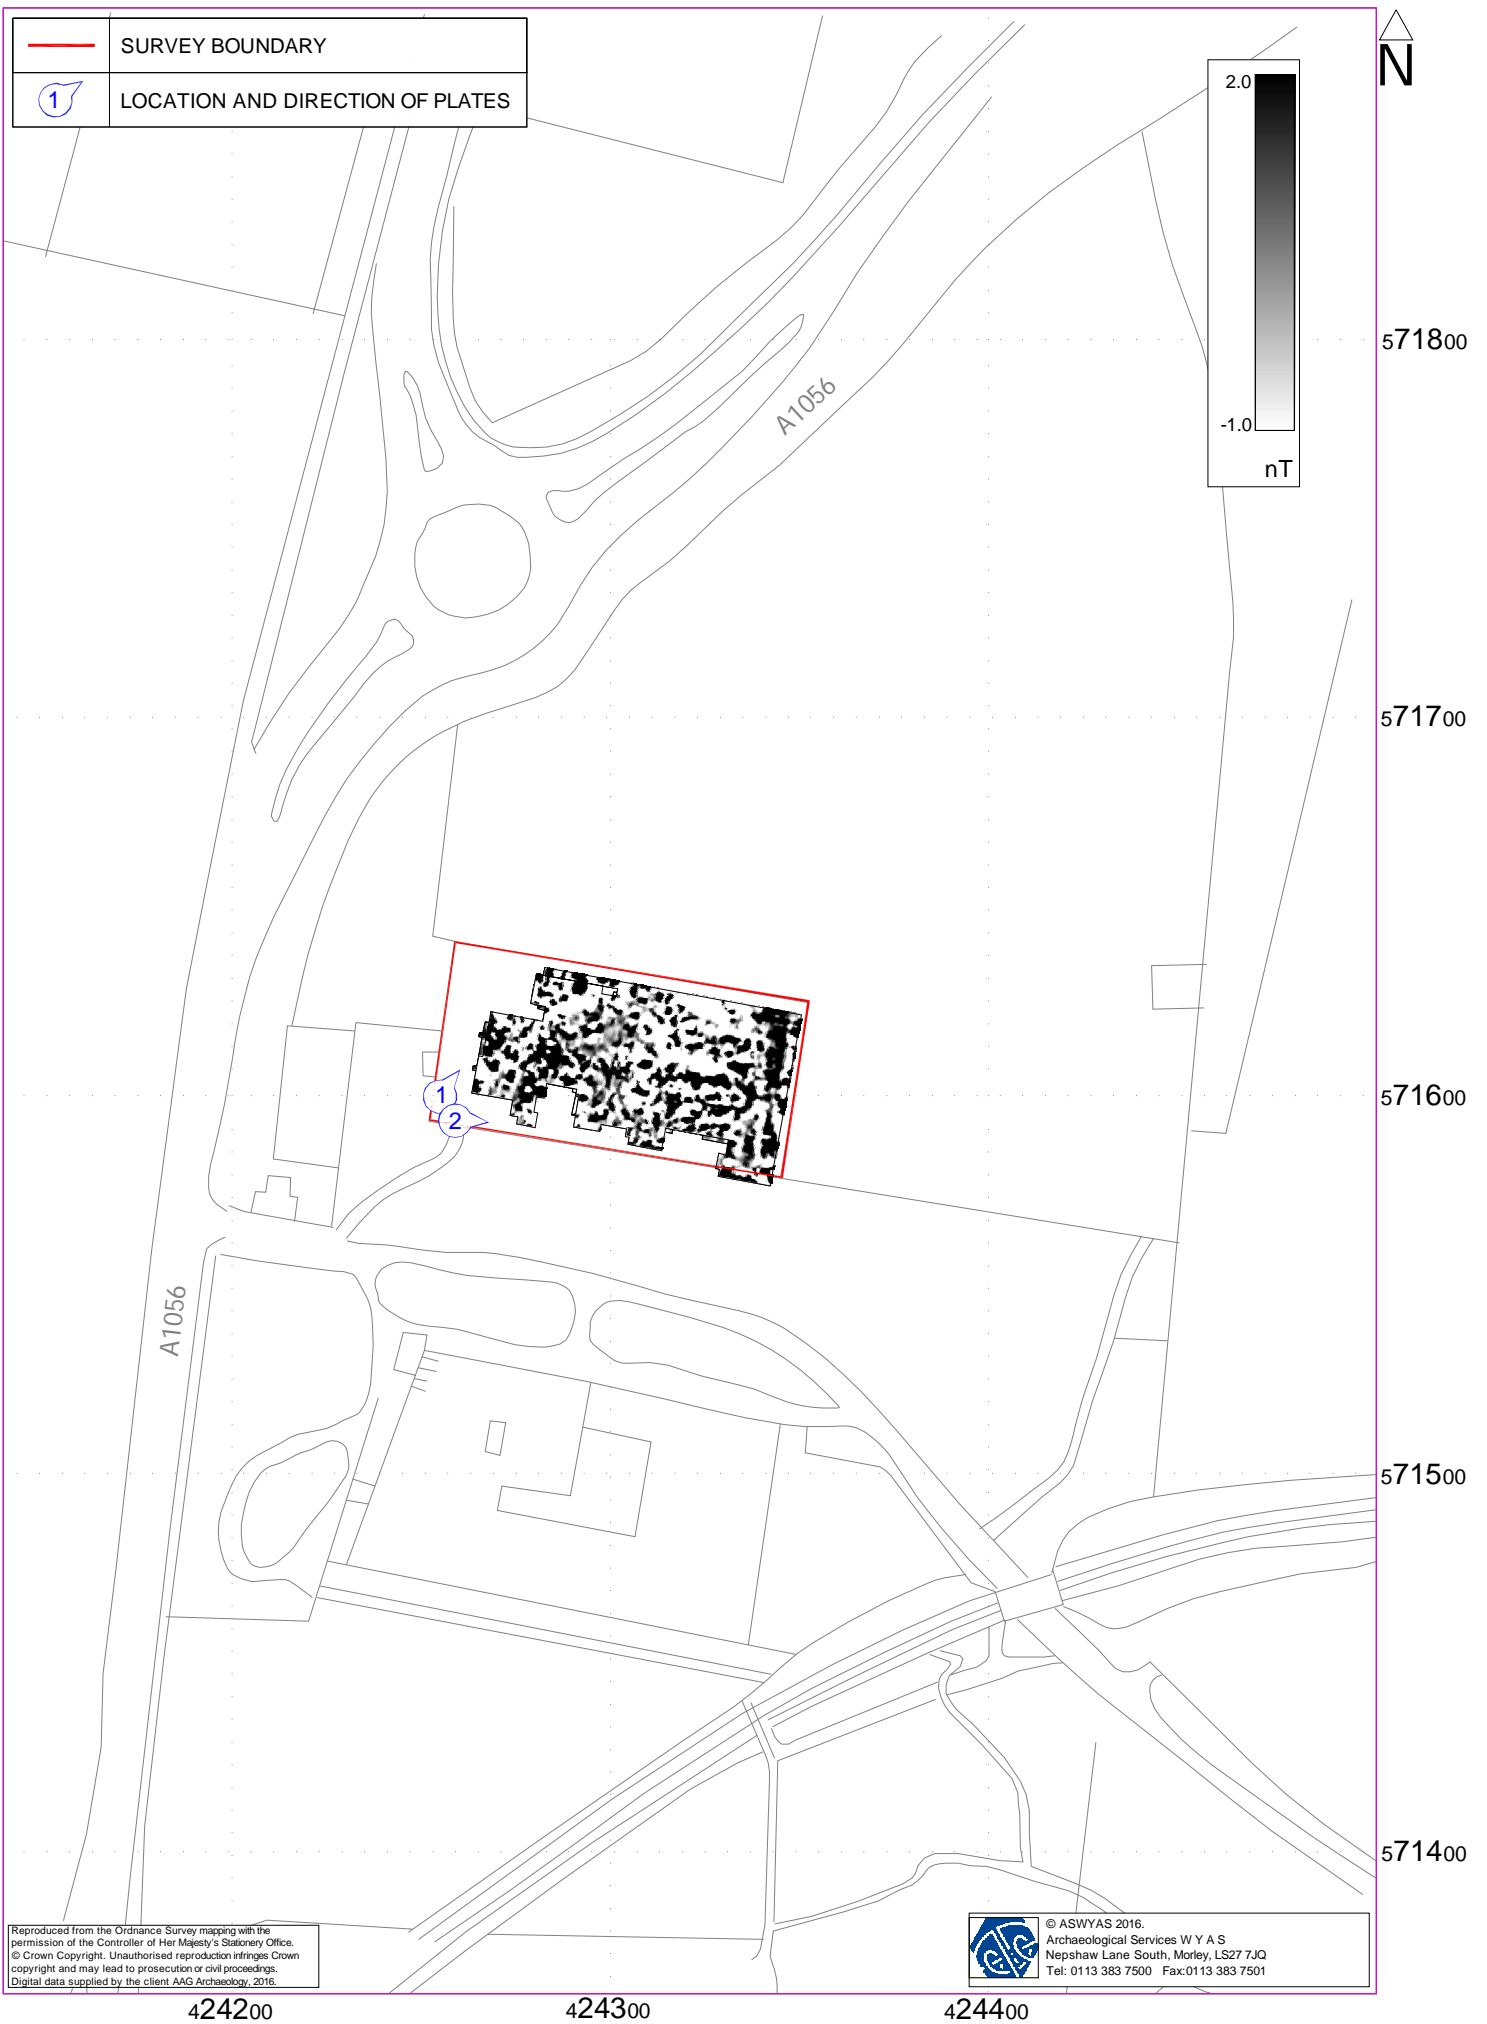 SURVEY BOUNDARY
1
LOCATION AND DIRECTION OF PLATES
N
2.0
-1.0
nT
571800
A1056
571700
571600
1
2
A1056
571500
571400
Reproduced from the Ordnance Survey mapping with the
permission of the Controller of Her Majesty's Stationery Office.
© Crown Copyright. Unauthorised reproduction infringes Crown
copyright and may lead to prosecution or civil proceedings.
Digital data supplied by the client AAG Archaeology, 2016.
© ASWYAS 2016.
Archaeological Services W Y A S
Nepshaw Lane South, Morley, LS27 7JQ
Tel: 0113 383 7500 Fax:0113 383 7501
424200
424300
424400